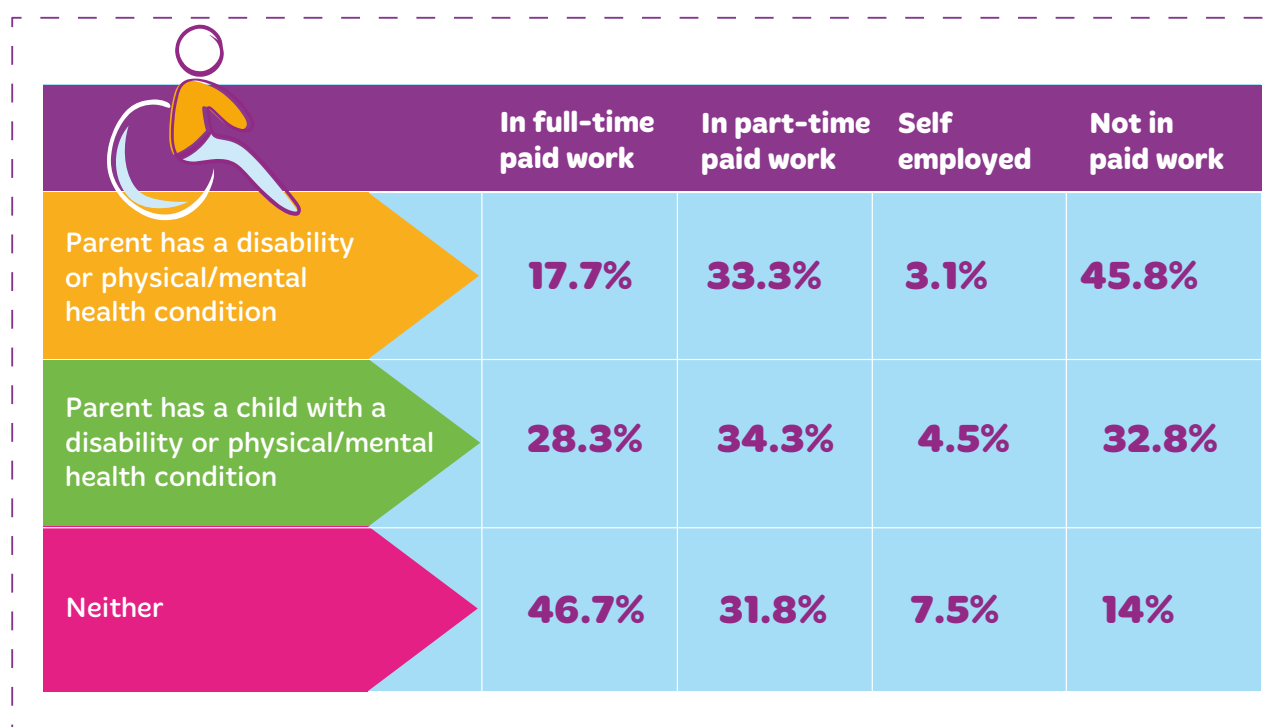 In full-time
paid work
In part-time
paid work
Self
employed
Not in
paid work
Parent has a disability
or physical/mental
health condition
17.7%
33.3%
3.1%
45.8%
Parent has a child with a
disability or physical/mental
health condition
28.3%
34.3%
4.5%
32.8%
Neither
46.7%
31.8%
7.5%
14%